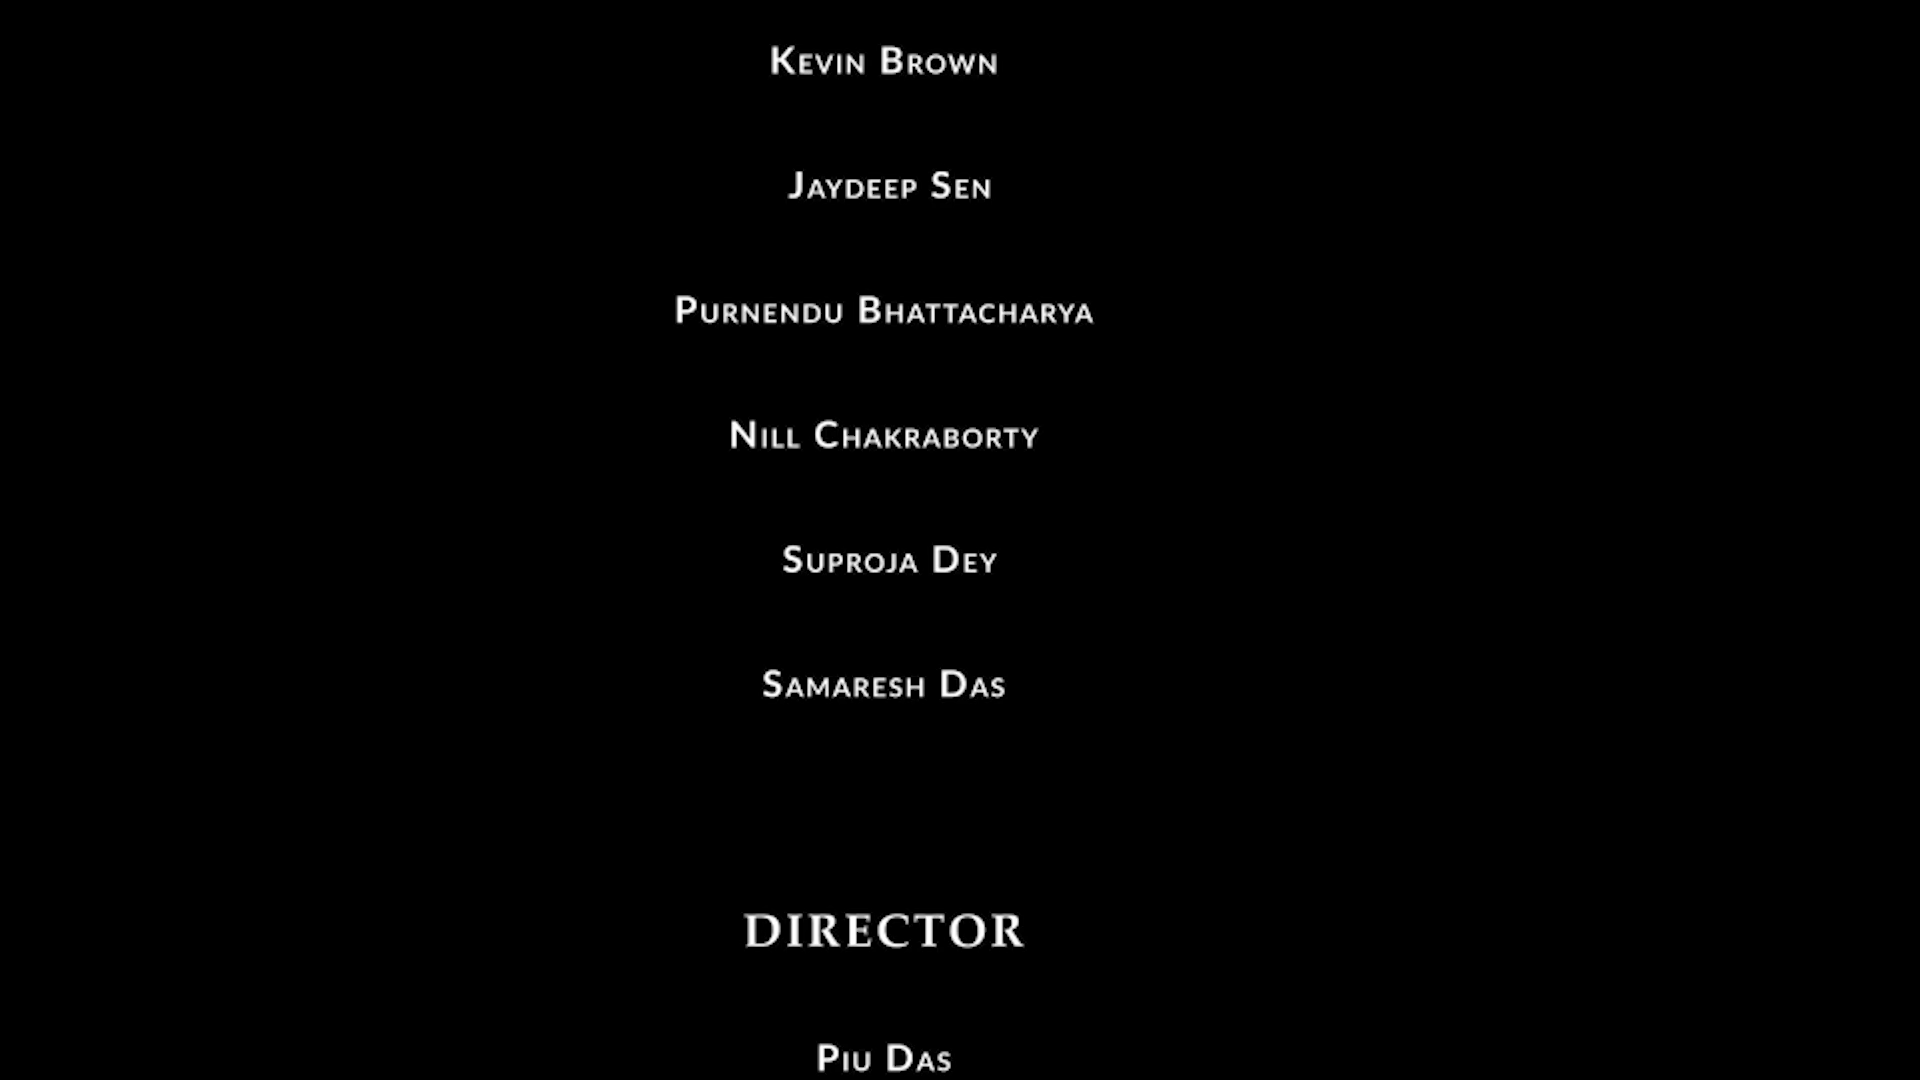 Kevin Brown
Jaydeep Sen
Purnendu Bhattacharya
Nill Chakraborty
Suproja Dey
Samaresh Das
DIRECTOR
Piu Das